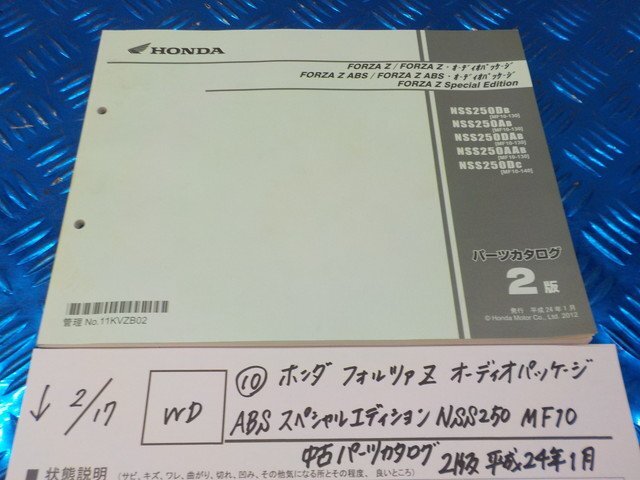 HONDA
FORZA Z / FORZA Z・オーディオパッケージ
FORZA Z ABS / FORZA Z ABS・オーディオパッケージ
FORZA Z Special Edition
NSS250DB
[MF10-130]
NSS250AB
[MF10-130]
NSS250DAB
[MF10-130]
NSS250AAB
[MF10-130]
NSS250DC
[MF10-140]
パーツカタログ
2版
発行 平成24年1月
© Honda Motor Co., Ltd. 2012
管理 No.11KVZB02
↓ 2/17 WD
⑩ ホンダ フォルツァZ オーディオパッケージ
ABS スペシャルエディション NSS250 MF10
中古パーツカタログ 2版 平成24年1月
■ 状態説明 (サビ、キズ、ワレ、曲がり、切れ、凹み、その他気になる所とその程度、良いところ)